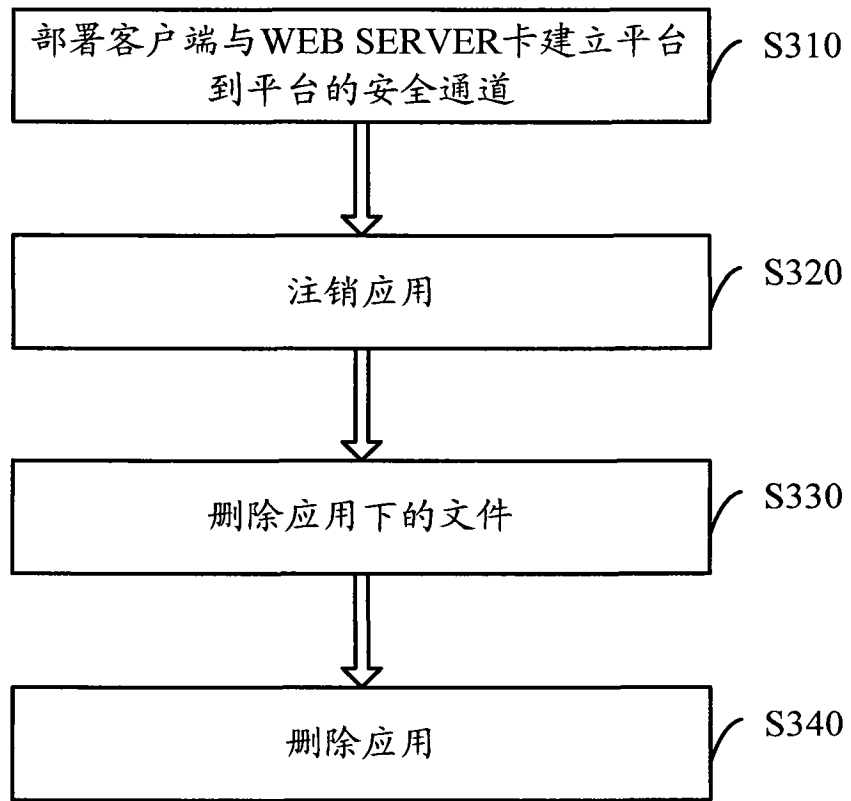 部署客户端与WEB SERVER卡建立平台
到平台的安全通道
S310
注销应用
S320
删除应用下的文件
S330
删除应用
S340